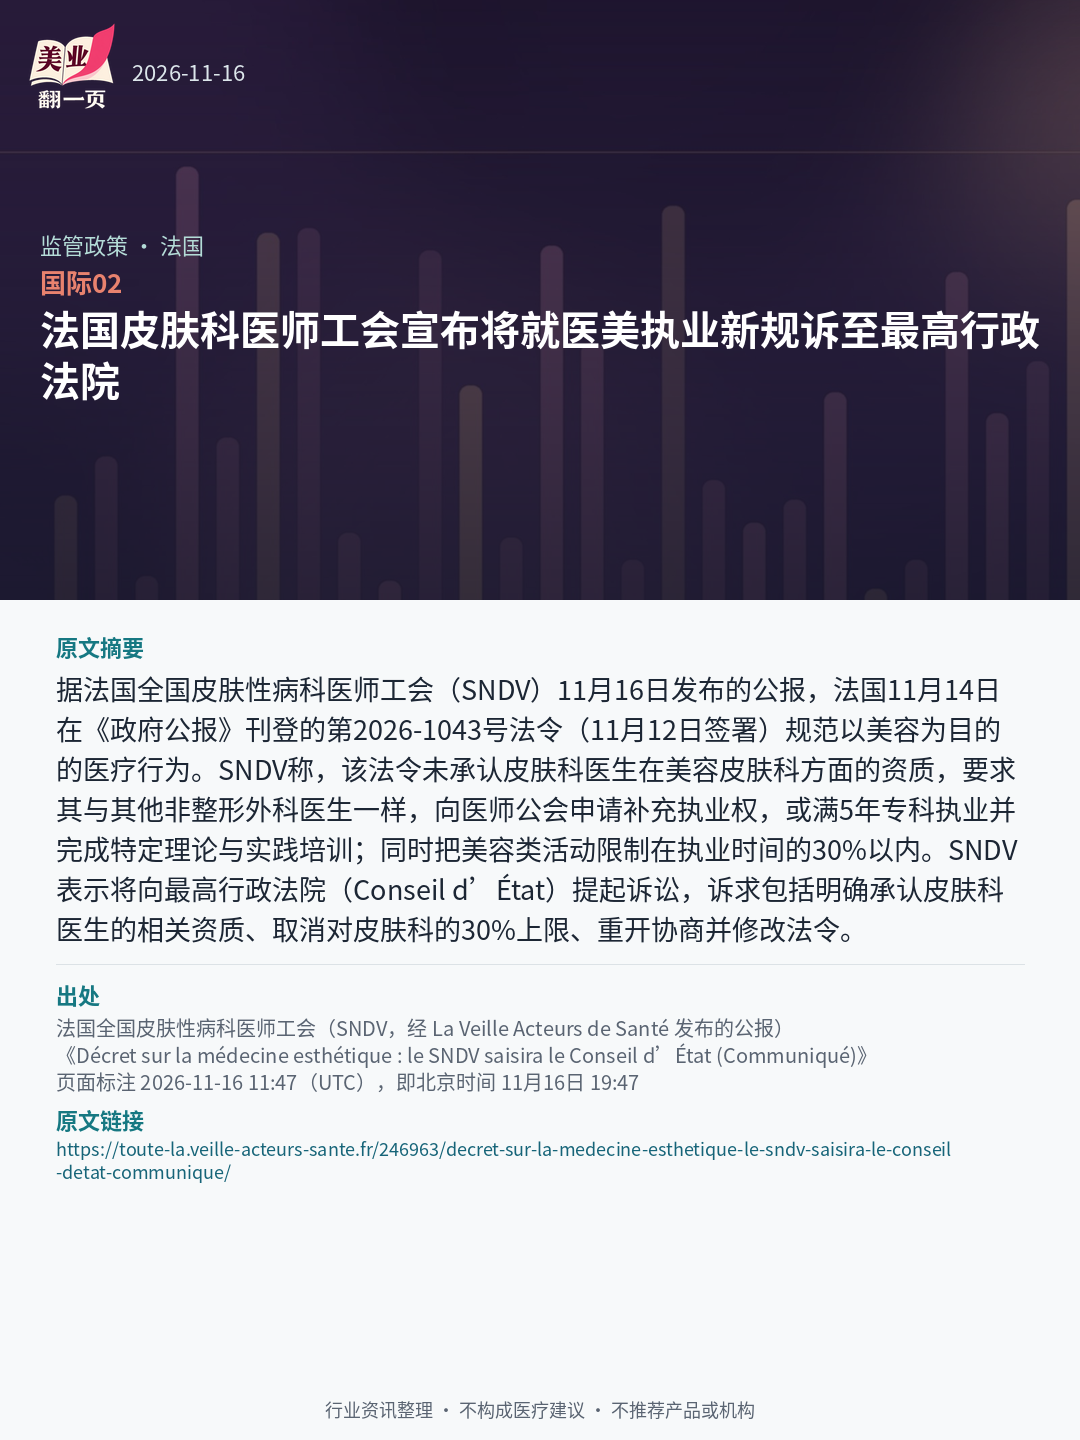 美业
翻一页
2026-11-16
监管政策 · 法国
国际02
法国皮肤科医师工会宣布将就医美执业新规诉至最高行政
法院
原文摘要
据法国全国皮肤性病科医师工会（SNDV）11月16日发布的公报，法国11月14日
在《政府公报》刊登的第2026-1043号法令（11月12日签署）规范以美容为目的
的医疗行为。SNDV称，该法令未承认皮肤科医生在美容皮肤科方面的资质，要求
其与其他非整形外科医生一样，向医师公会申请补充执业权，或满5年专科执业并
完成特定理论与实践培训；同时把美容类活动限制在执业时间的30%以内。SNDV
表示将向最高行政法院（Conseil d’État）提起诉讼，诉求包括明确承认皮肤科
医生的相关资质、取消对皮肤科的30%上限、重开协商并修改法令。
出处
法国全国皮肤性病科医师工会（SNDV，经 La Veille Acteurs de Santé 发布的公报）
《Décret sur la médecine esthétique : le SNDV saisira le Conseil d’État (Communiqué)》
页面标注 2026-11-16 11:47（UTC），即北京时间 11月16日 19:47
原文链接
https://toute-la.veille-acteurs-sante.fr/246963/decret-sur-la-medecine-esthetique-le-sndv-saisira-le-conseil
-detat-communique/
行业资讯整理 · 不构成医疗建议 · 不推荐产品或机构